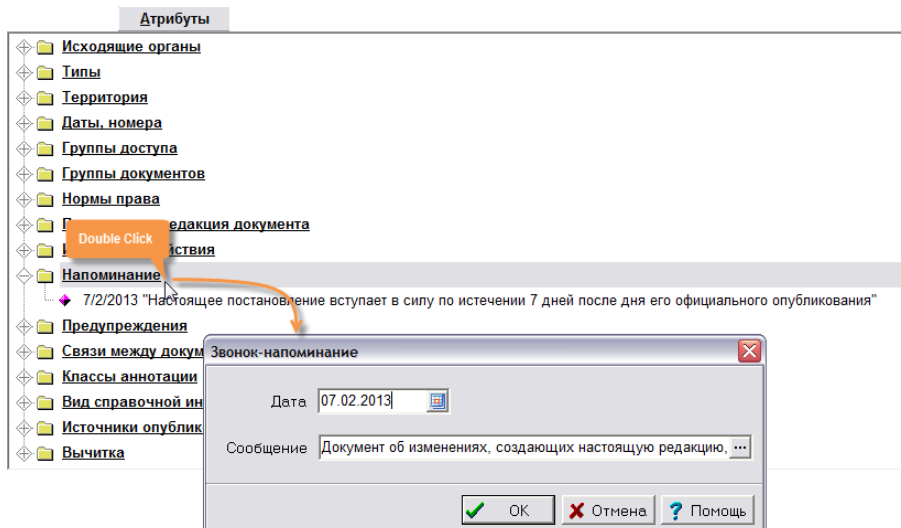 Атрибуты
Исходящие органы
Типы
Территория
Даты, номера
Группы доступа
Группы документов
Нормы права
едакция документа
Double Click
ствия
Напоминание
7/2/2013 "Настоящее постановление вступает в силу по истечении 7 дней после дня его официального опубликования"
Предупреждения
Связи между докум
Звонок-напоминание
Классы аннотации
Дата 07.02.2013
Вид справочной ин
Источники опублик
Сообщение Документ об изменениях, создающих настоящую редакцию, ...
Вычитка
OK Отмена ? Помощь